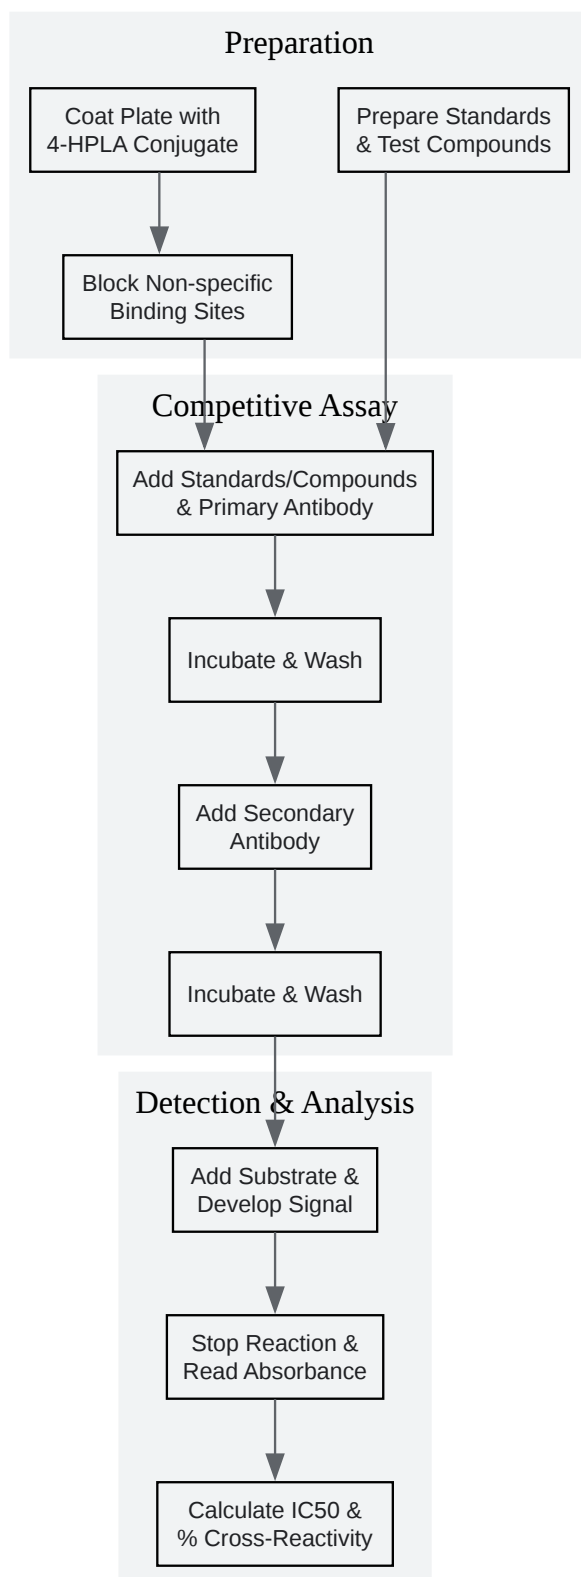 Preparation
Coat Plate with
4-HPLA Conjugate
Prepare Standards
& Test Compounds
Block Non-specific
Binding Sites
Competitive Assay
Add Standards/Compounds
& Primary Antibody
Incubate & Wash
Add Secondary
Antibody
Incubate & Wash
Detection & Analysis
Add Substrate &
Develop Signal
Stop Reaction &
Read Absorbance
Calculate IC50 &
% Cross-Reactivity